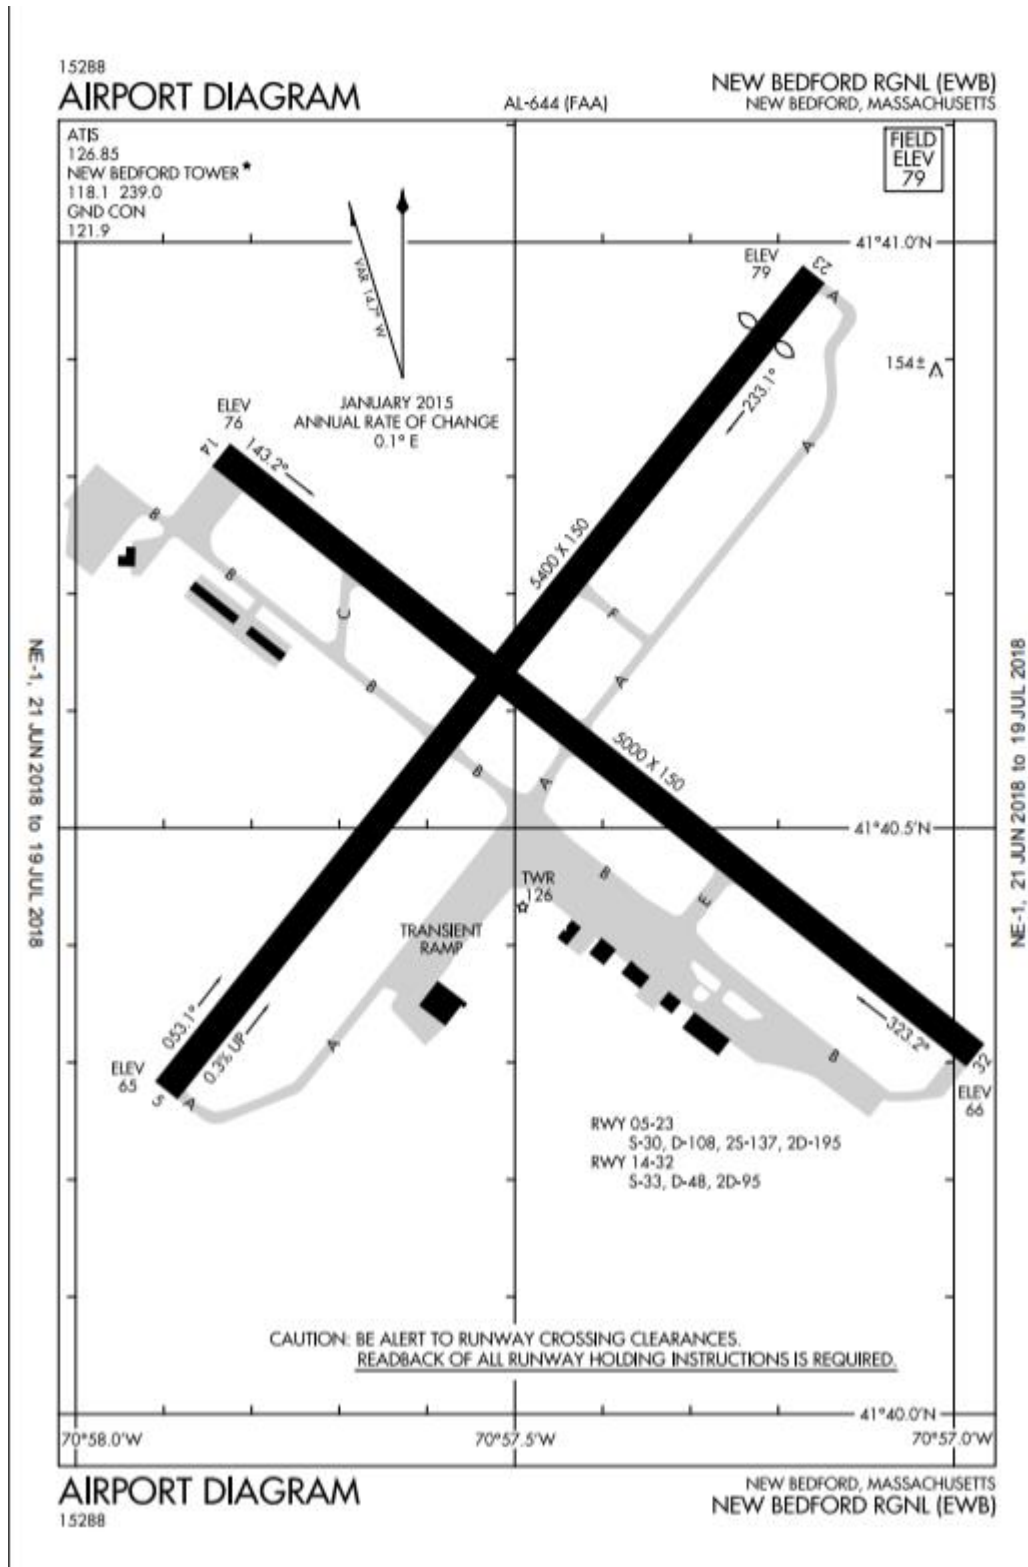 15288
AIRPORT DIAGRAM
AL-644 (FAA)
NEW BEDFORD RGNL (EWB)
NEW BEDFORD, MASSACHUSETTS
ATIS
126.85
NEW BEDFORD TOWER*
118.1 239.0
GND CON
121.9
FIELD
ELEV
79
VAR 14.7° W
JANUARY 2015
ANNUAL RATE OF CHANGE
0.1° E
41°41.0'N
ELEV
79
23
A
154±
233.1°
A
ELEV
76
14
143.2°
B
B
C
B
B
5400 X 150
F
A
A
5000 X 150
41°40.5'N
TWR
126
B
E
TRANSIENT
RAMP
053.1°
0.3% UP
ELEV
65
5
A
A
323.2°
B
32
ELEV
66
RWY 05-23
S-30, D-108, 2S-137, 2D-195
RWY 14-32
S-33, D-48, 2D-95
CAUTION: BE ALERT TO RUNWAY CROSSING CLEARANCES.
READBACK OF ALL RUNWAY HOLDING INSTRUCTIONS IS REQUIRED.
41°40.0'N
70°58.0'W
70°57.5'W
70°57.0'W
NE-1, 21 JUN 2018 to 19 JUL 2018
NE-1, 21 JUN 2018 to 19 JUL 2018
AIRPORT DIAGRAM
15288
NEW BEDFORD, MASSACHUSETTS
NEW BEDFORD RGNL (EWB)